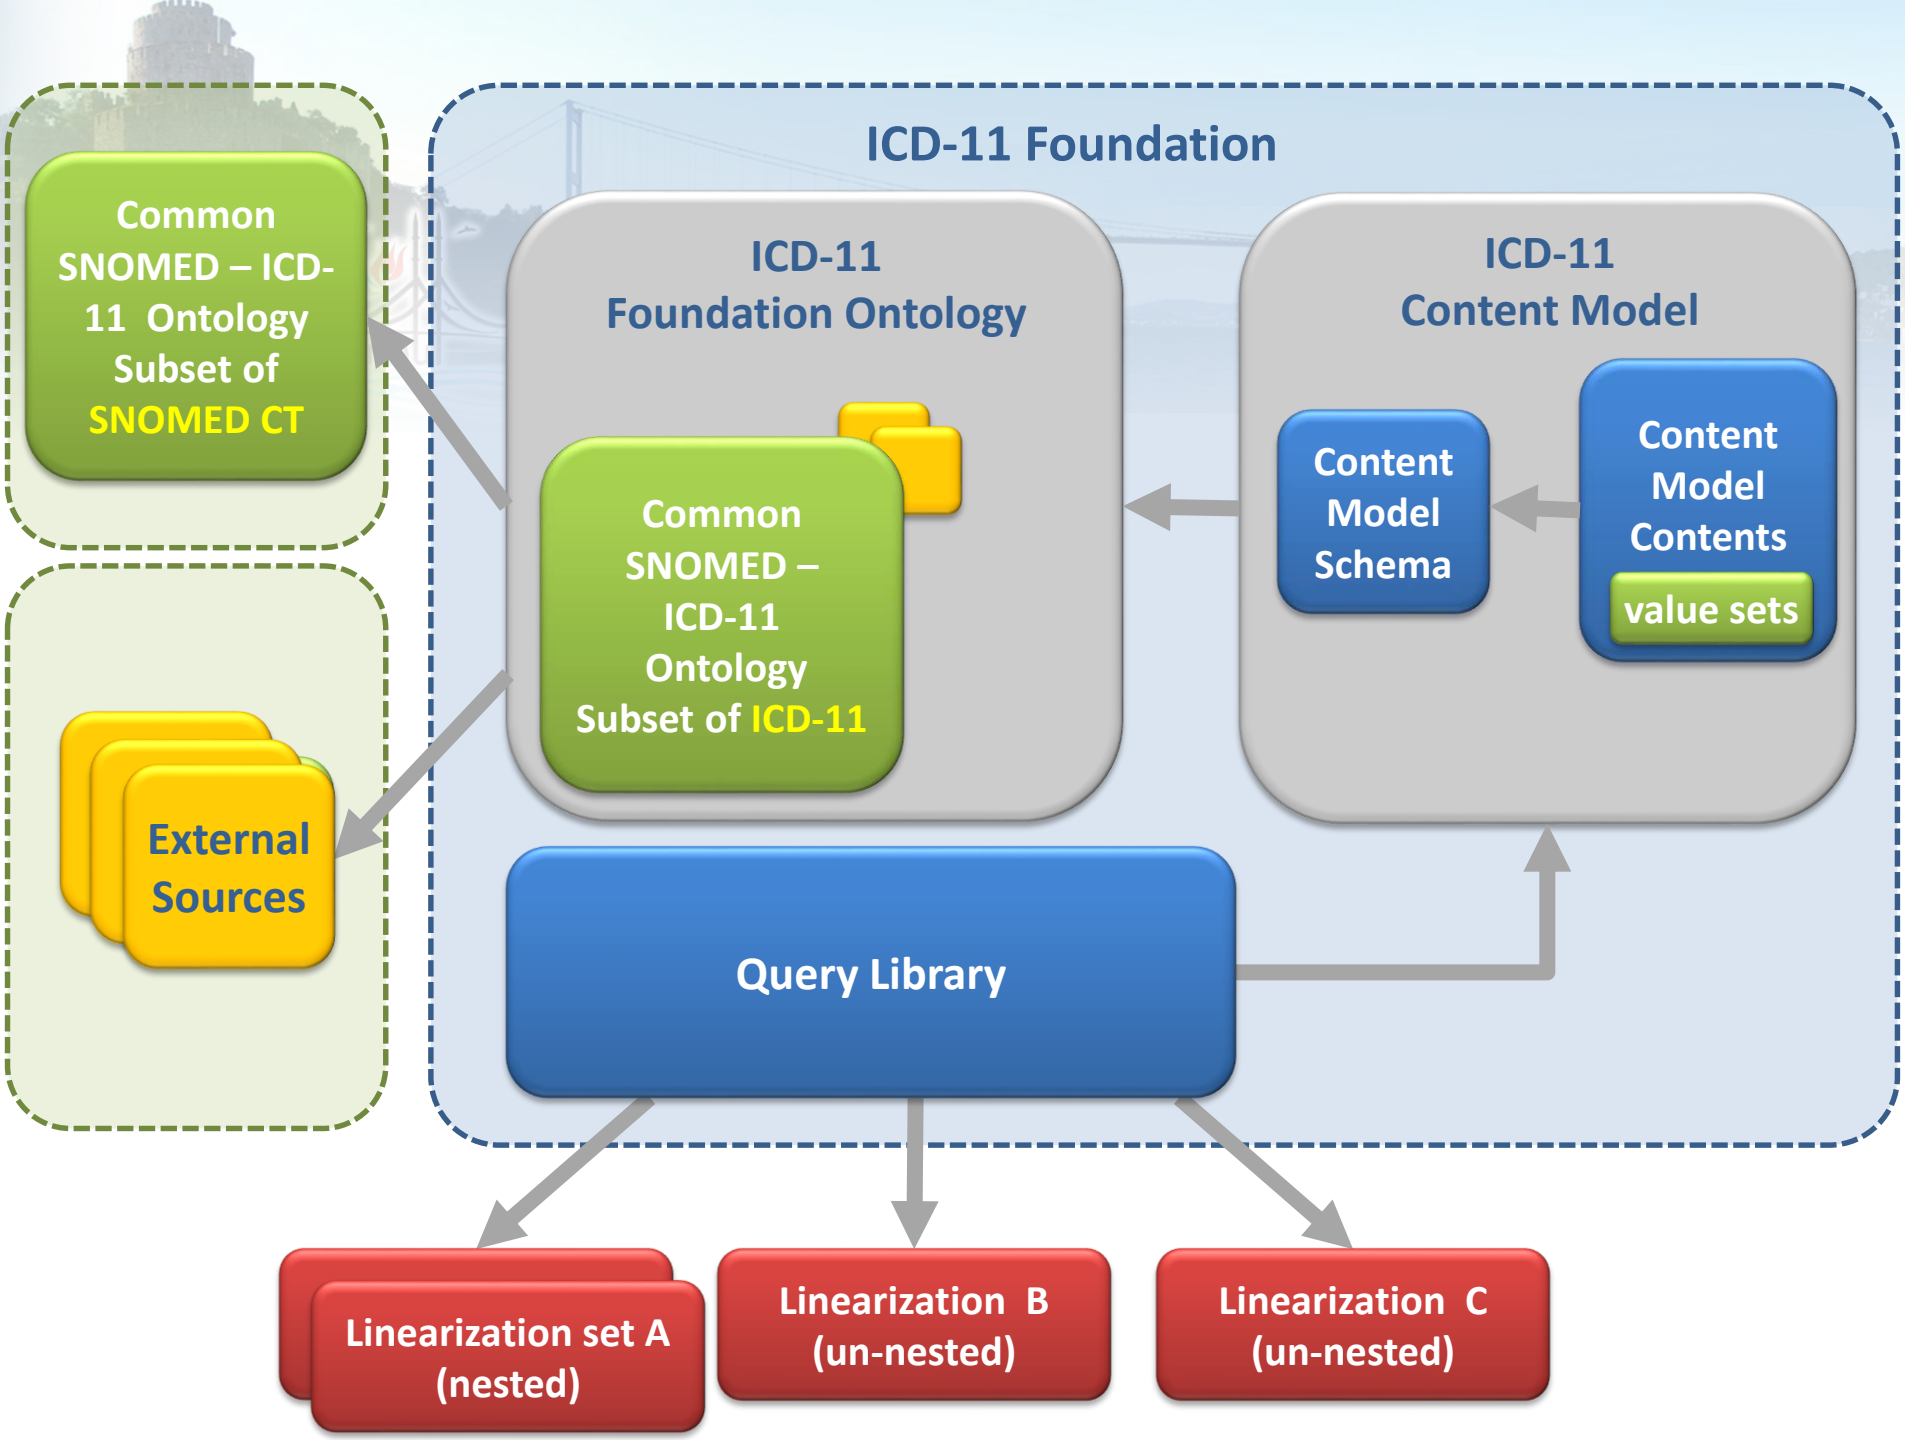 ICD-11 Foundation
Common
SNOMED – ICD-
11 Ontology
Subset of
SNOMED CT
ICD-11
Foundation Ontology
Common
SNOMED –
ICD-11
Ontology
Subset of ICD-11
ICD-11
Content Model
Content
Model
Schema
Content
Model
Contents
value sets
External
Sources
Query Library
Linearization set A
(nested)
Linearization B
(un-nested)
Linearization C
(un-nested)